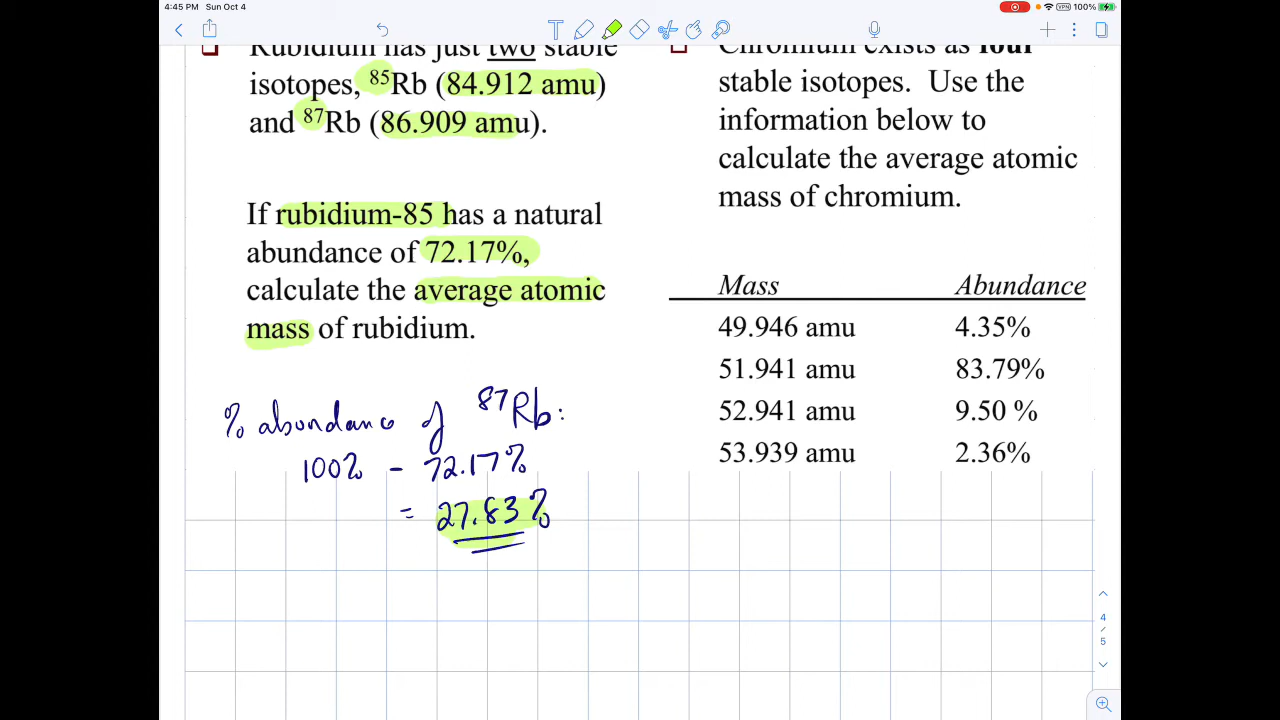 4:45 PM Sun Oct 4
VPN 100%
T
Rubidium has just two stable
isotopes, ⁸⁵Rb (84.912 amu)
and ⁸⁷Rb (86.909 amu).
If rubidium-85 has a natural
abundance of 72.17%,
calculate the average atomic
mass of rubidium.
% abundance of ⁸⁷Rb:
100% - 72.17%
= 27.83%
Chromium exists as four
stable isotopes. Use the
information below to
calculate the average atomic
mass of chromium.
Mass Abundance
49.946 amu 4.35%
51.941 amu 83.79%
52.941 amu 9.50 %
53.939 amu 2.36%
4
5